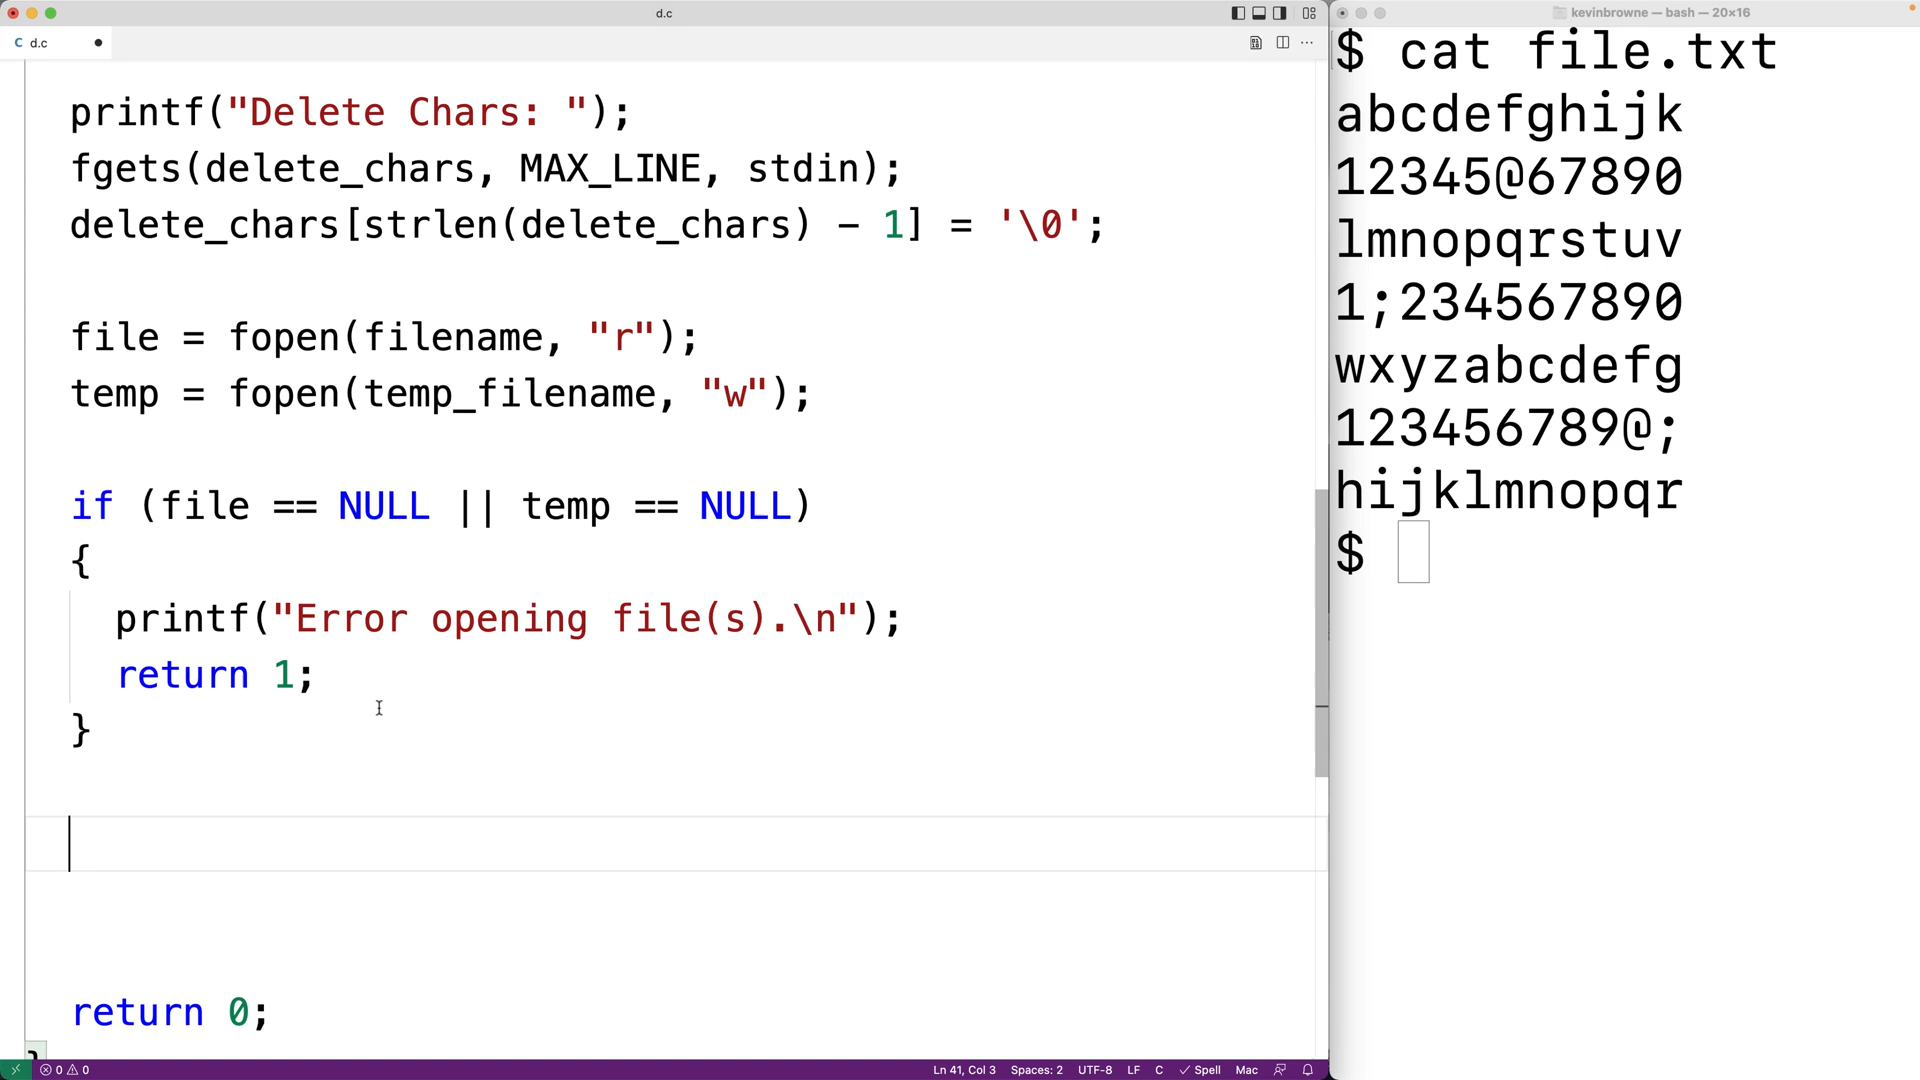 d.c
C d.c
printf("Delete Chars: ");
fgets(delete_chars, MAX_LINE, stdin);
delete_chars[strlen(delete_chars) - 1] = '\0';
file = fopen(filename, "r");
temp = fopen(temp_filename, "w");
if (file == NULL || temp == NULL)
{
printf("Error opening file(s).\n");
return 1;
}
return 0;
}
0 0
Ln 41, Col 3 Spaces: 2 UTF-8 LF C Spell Mac
kevinbrowne — bash — 20×16
$ cat file.txt
abcdefghijk
12345@67890
lmnopqrstuv
1;234567890
wxyzabcdefg
123456789@;
hijklmnopqr
$